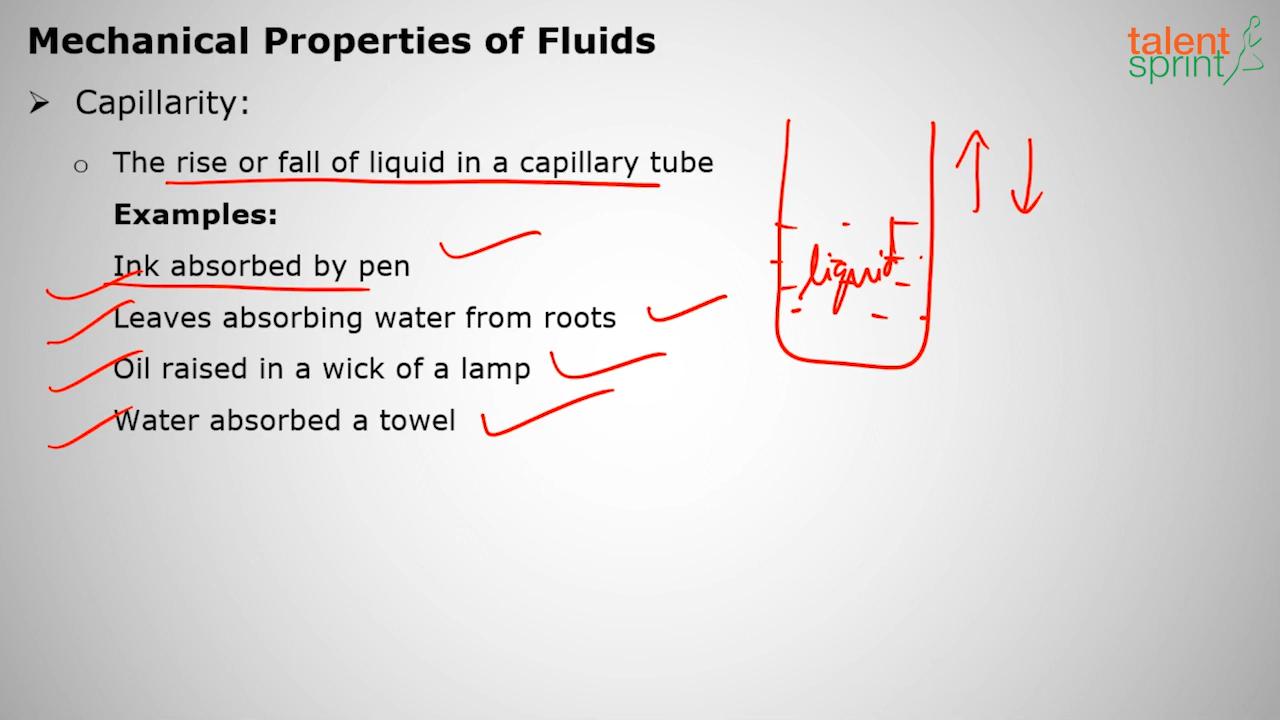 Mechanical Properties of Fluids
talent
sprint
➢ Capillarity:
o The rise or fall of liquid in a capillary tube
Examples:
Ink absorbed by pen
Leaves absorbing water from roots
Oil raised in a wick of a lamp
Water absorbed a towel
liquid